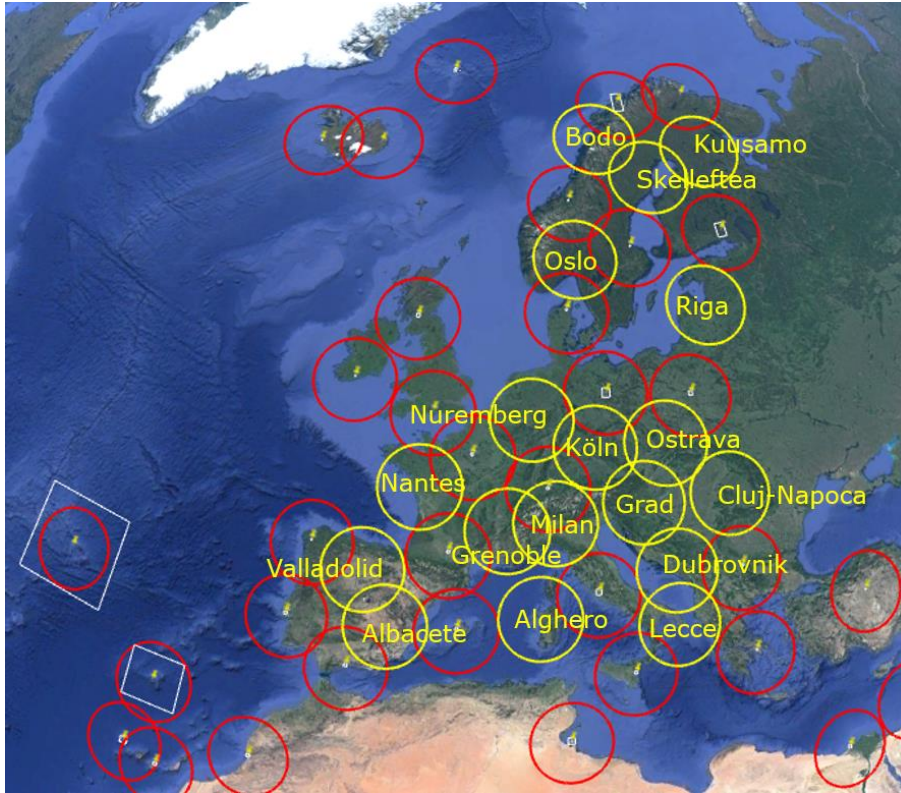 Bodo
Kuusamo
Skelleftea
Oslo
Riga
Nuremberg
Köln
Ostrava
Nantes
Grad
Cluj-Napoca
Milan
Grenoble
Valladolid
Dubrovnik
Alghero
Albacete
Lecce